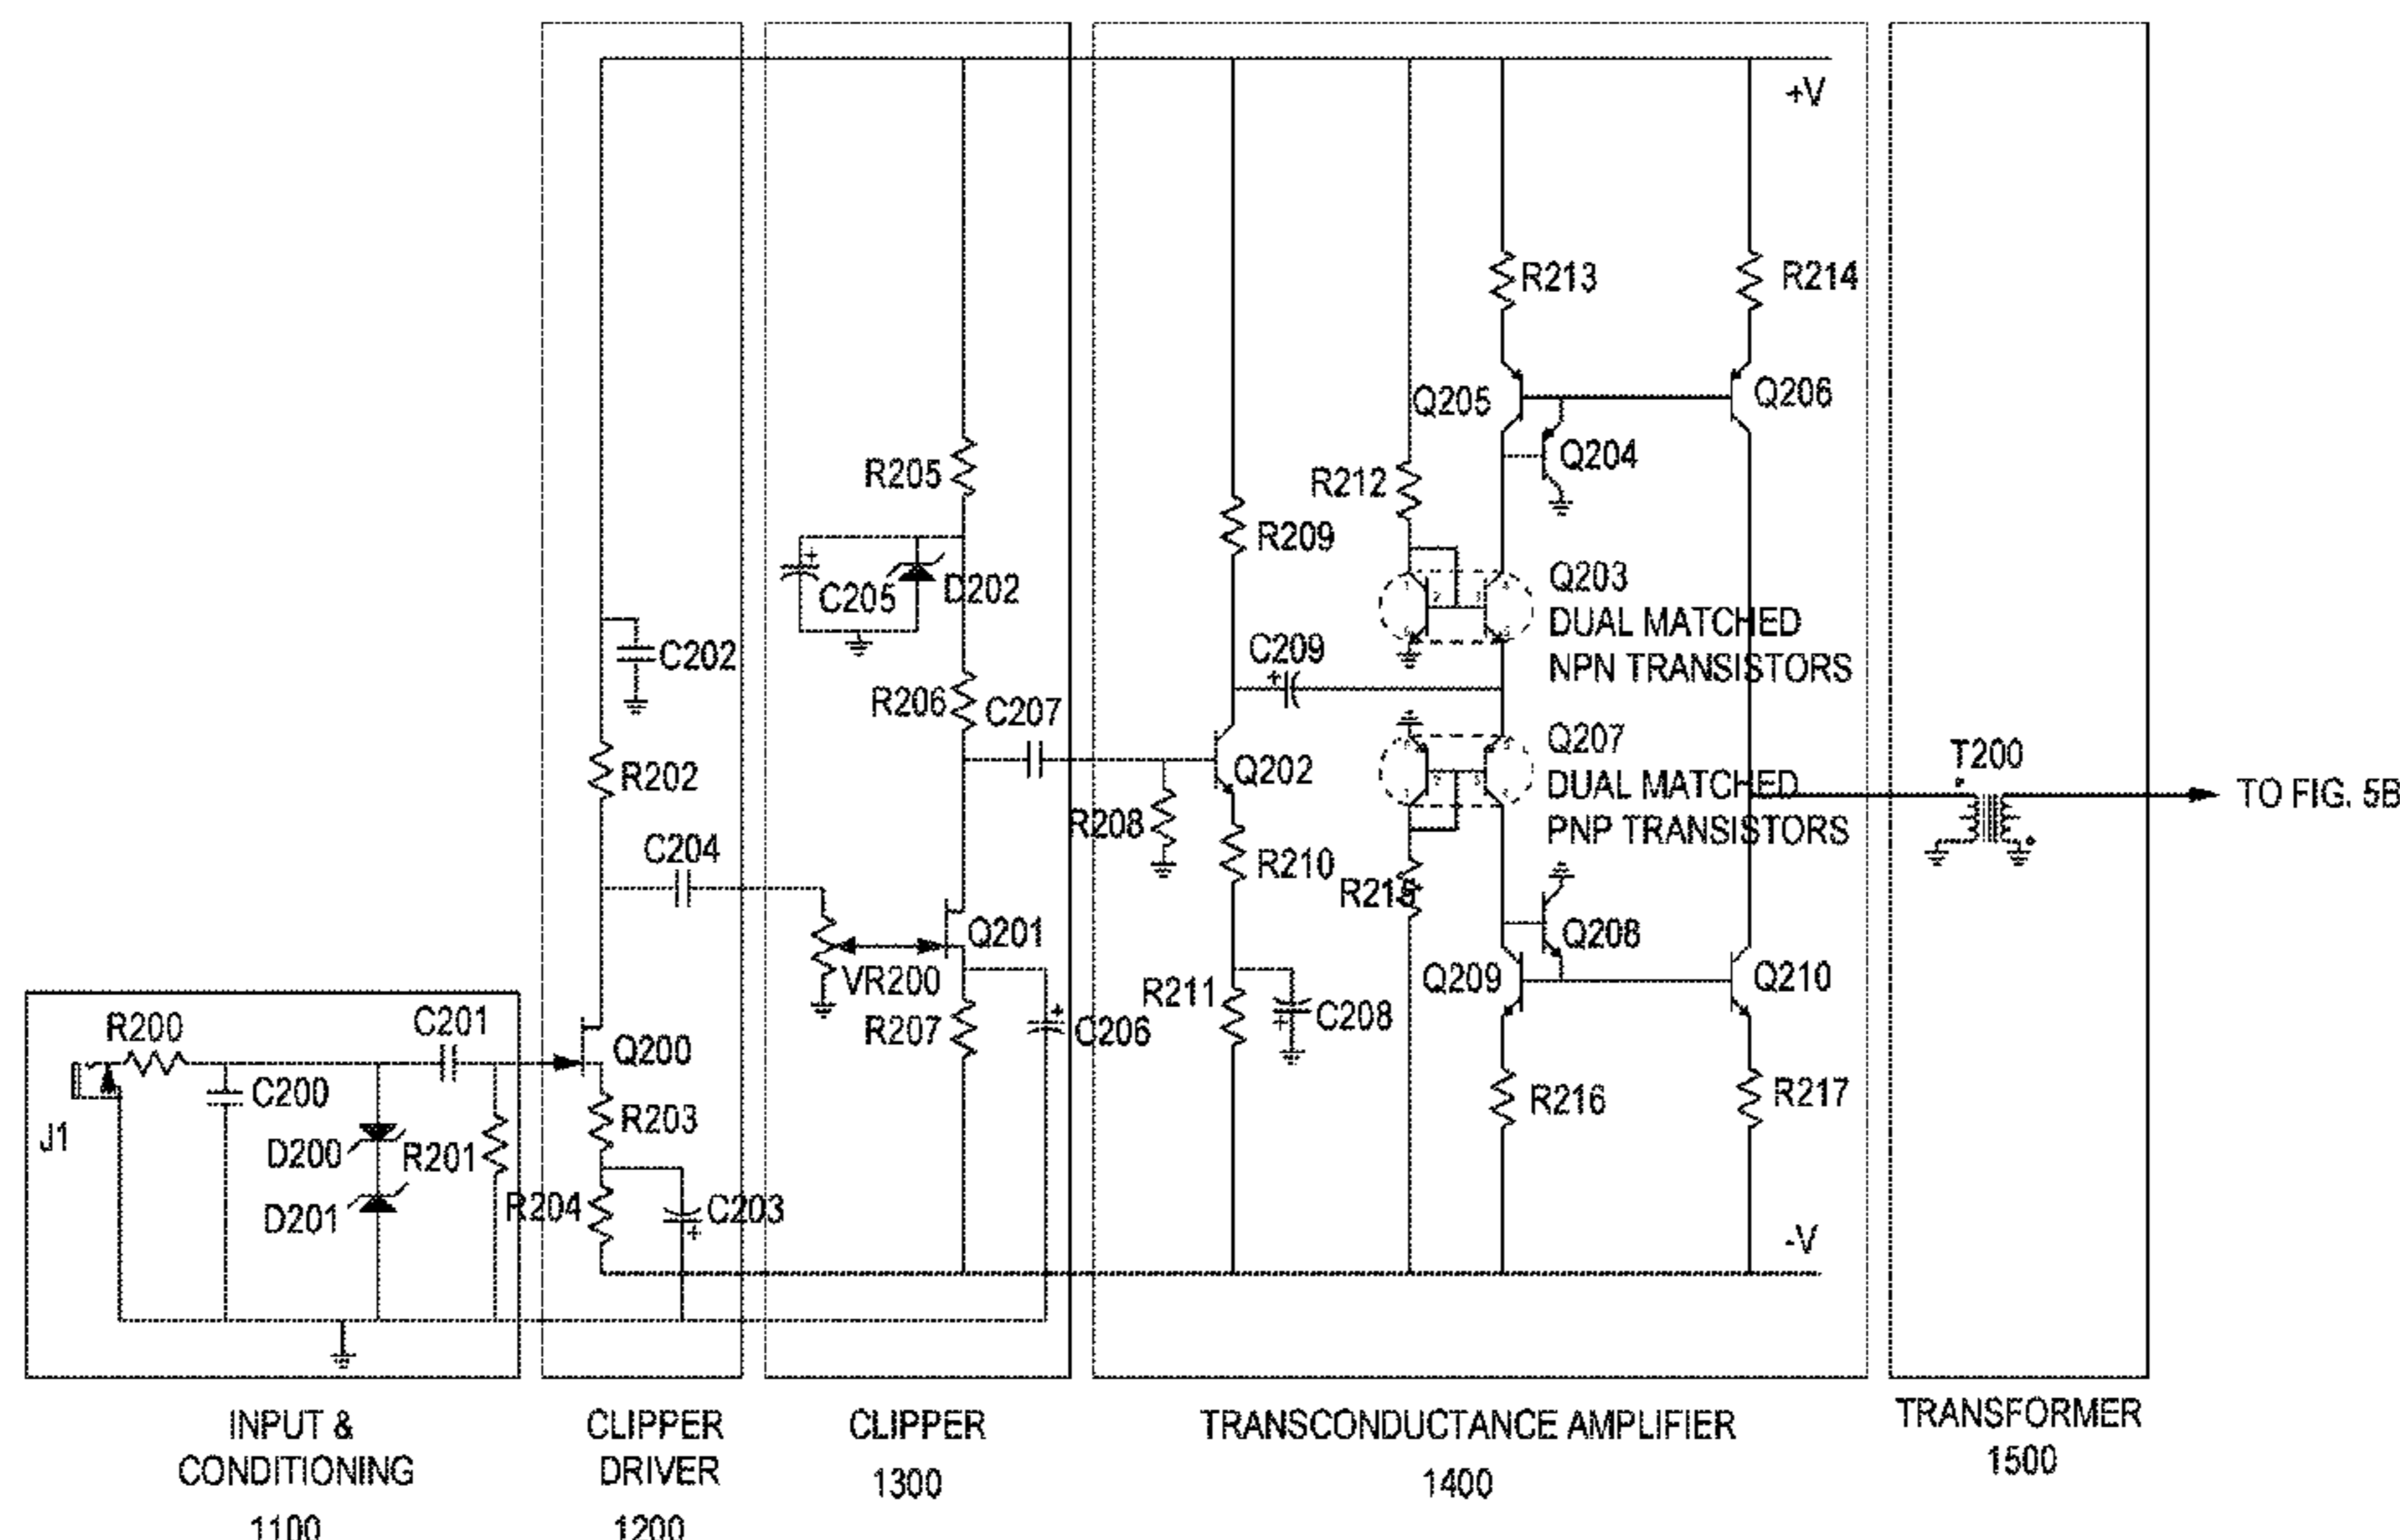 +V
R213
R214
Q205
Q206
Q204
R205
R212
R209
C205
D202
Q203
DUAL MATCHED
NPN TRANSISTORS
C202
C209
R206
C207
Q207
DUAL MATCHED
PNP TRANSISTORS
Q202
R202
T200
TO FIG. 5B
R208
C204
R210
R215
Q201
Q208
VR200
Q209
Q210
R211
C208
R207
C206
R200
C201
Q200
C200
J1
R203
R216
R217
D200
R201
D201
R204
C203
-V
INPUT &
CONDITIONING
1100
CLIPPER
DRIVER
1200
CLIPPER
1300
TRANSCONDUCTANCE AMPLIFIER
1400
TRANSFORMER
1500